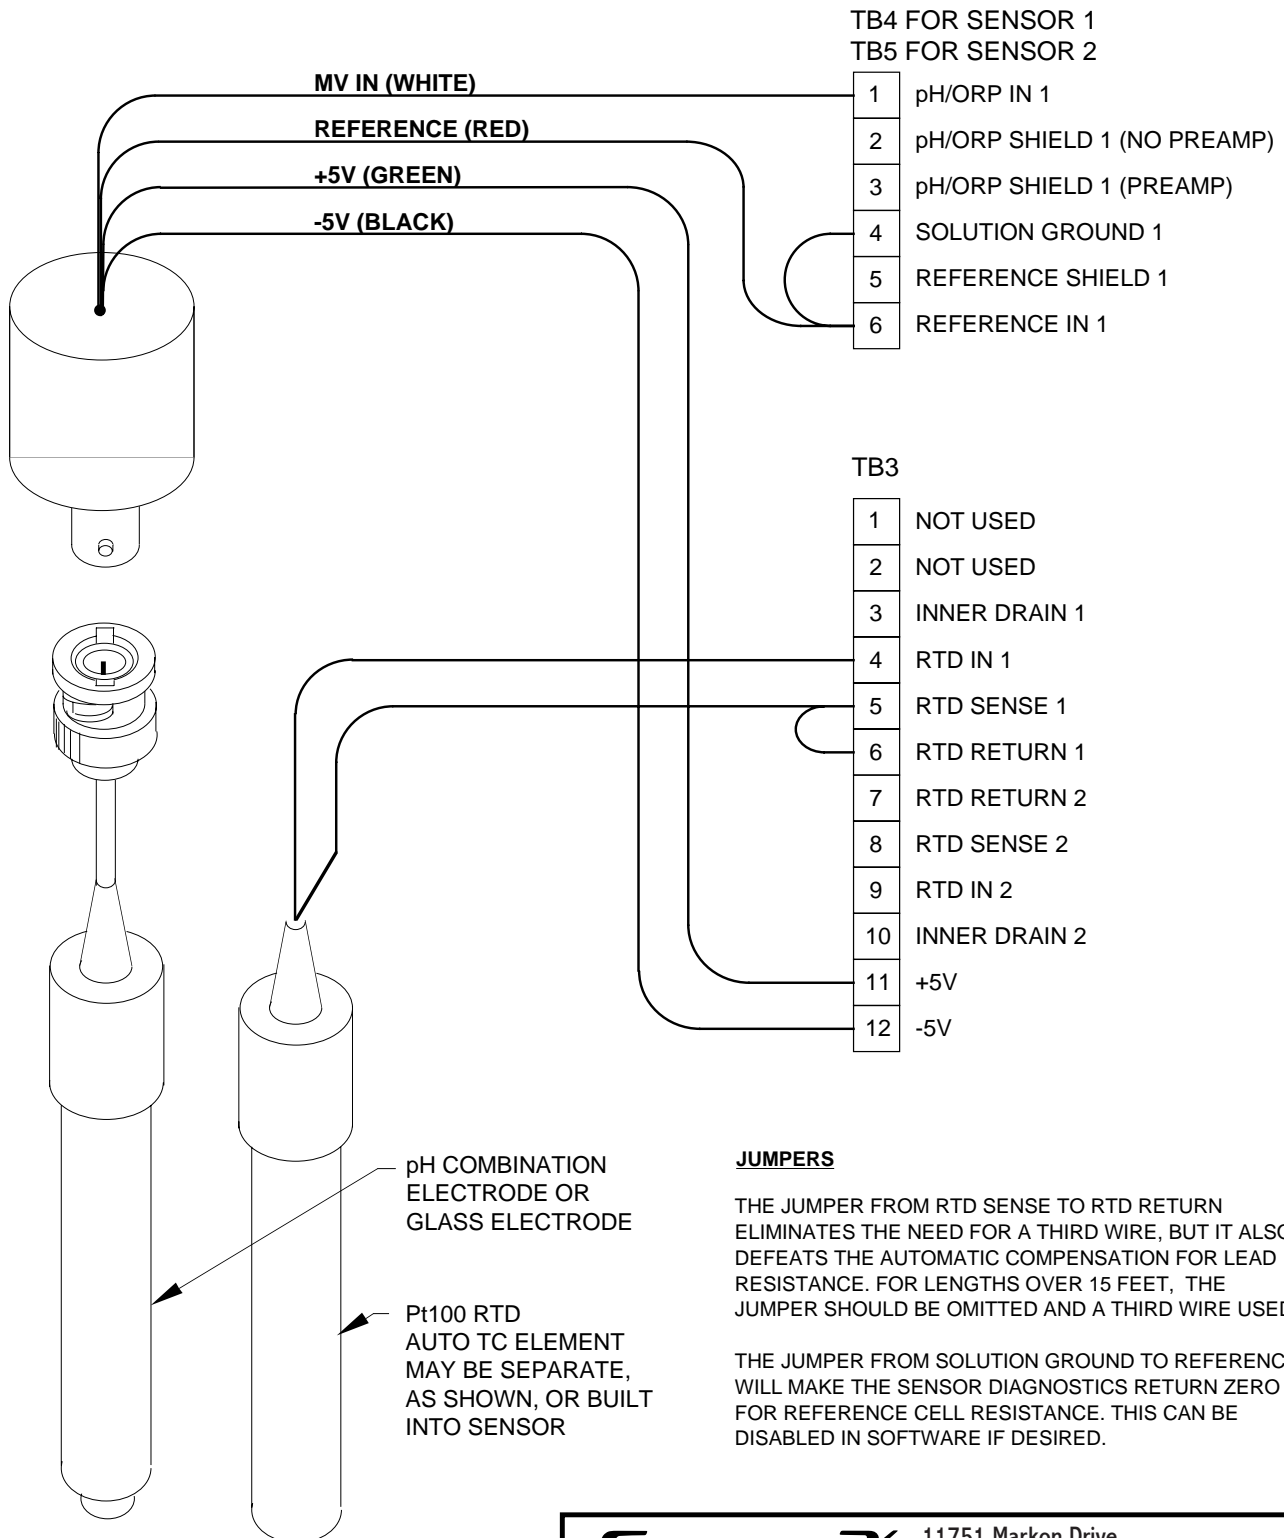 TB4 FOR SENSOR 1
TB5 FOR SENSOR 2
MV IN (WHITE)
REFERENCE (RED)
+5V (GREEN)
-5V (BLACK)
1 pH/ORP IN 1
2 pH/ORP SHIELD 1 (NO PREAMP)
3 pH/ORP SHIELD 1 (PREAMP)
4 SOLUTION GROUND 1
5 REFERENCE SHIELD 1
6 REFERENCE IN 1
TB3
1 NOT USED
2 NOT USED
3 INNER DRAIN 1
4 RTD IN 1
5 RTD SENSE 1
6 RTD RETURN 1
7 RTD RETURN 2
8 RTD SENSE 2
9 RTD IN 2
10 INNER DRAIN 2
11 +5V
12 -5V
pH COMBINATION
ELECTRODE OR
GLASS ELECTRODE
Pt100 RTD
AUTO TC ELEMENT
MAY BE SEPARATE,
AS SHOWN, OR BUILT
INTO SENSOR
JUMPERS
THE JUMPER FROM RTD SENSE TO RTD RETURN
ELIMINATES THE NEED FOR A THIRD WIRE, BUT IT ALSO
DEFEATS THE AUTOMATIC COMPENSATION FOR LEAD
RESISTANCE. FOR LENGTHS OVER 15 FEET, THE
JUMPER SHOULD BE OMITTED AND A THIRD WIRE USED
THE JUMPER FROM SOLUTION GROUND TO REFERENC
WILL MAKE THE SENSOR DIAGNOSTICS RETURN ZERO
FOR REFERENCE CELL RESISTANCE. THIS CAN BE
DISABLED IN SOFTWARE IF DESIRED.
11751 Markon Drive